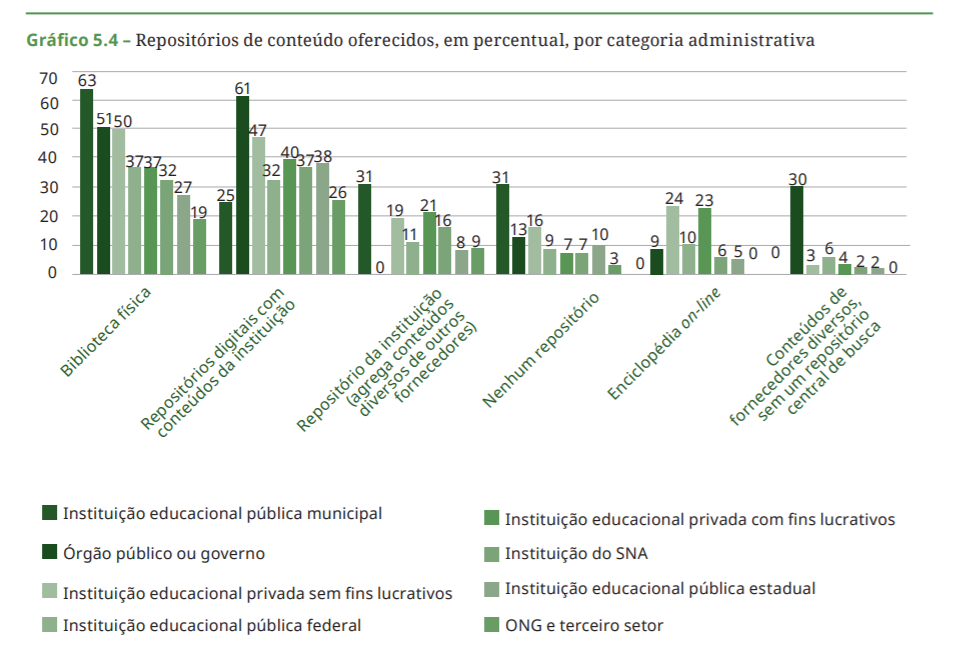 Gráfico 5.4 – Repositórios de conteúdo oferecidos, em percentual, por categoria administrativa
70
60
50
40
30
20
10
0
63
51
50
37
37
32
27
19
25
61
47
32
40
37
38
26
31
0
19
11
21
16
8
9
31
13
16
9
7
7
10
3
0
9
24
10
23
6
5
0
0
30
3
6
4
2
2
0
Biblioteca física
Repositórios digitais com
conteúdos da instituição
Repositório da instituição
(agrega conteúdos
diversos de outros
fornecedores)
Nenhum repositório
Enciclopédia on-line
Conteúdos de
fornecedores diversos,
sem um repositório
central de busca
Instituição educacional pública municipal
Órgão público ou governo
Instituição educacional privada sem fins lucrativos
Instituição educacional pública federal
Instituição educacional privada com fins lucrativos
Instituição do SNA
Instituição educacional pública estadual
ONG e terceiro setor